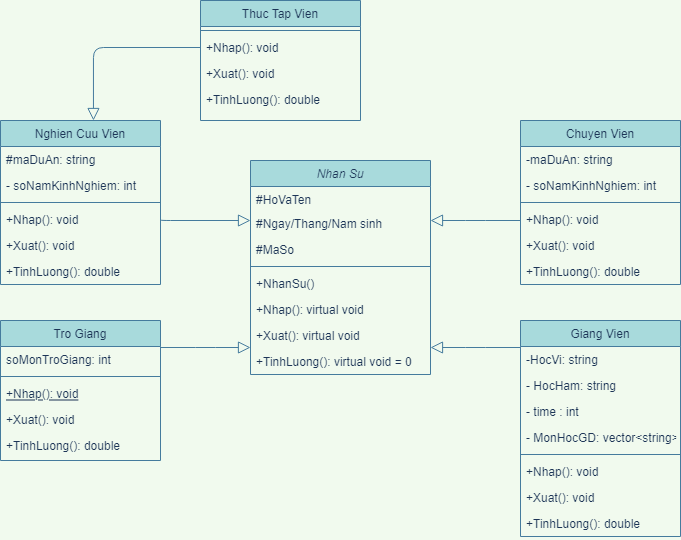 Thuc Tap Vien
+Nhap(): void
+Xuat(): void
+TinhLuong(): double
Nghien Cuu Vien
#maDuAn: string
- soNamKinhNghiem: int
+Nhap(): void
+Xuat(): void
+TinhLuong(): double
Nhan Su
#HoVaTen
#Ngay/Thang/Nam sinh
#MaSo
+NhanSu()
+Nhap(): virtual void
+Xuat(): virtual void
+TinhLuong(): virtual void = 0
Chuyen Vien
-maDuAn: string
- soNamKinhNghiem: int
+Nhap(): void
+Xuat(): void
+TinhLuong(): double
Tro Giang
soMonTroGiang: int
+Nhap(): void
+Xuat(): void
+TinhLuong(): double
Giang Vien
-HocVi: string
- HocHam: string
- time : int
- MonHocGD: vector<string>
+Nhap(): void
+Xuat(): void
+TinhLuong(): double